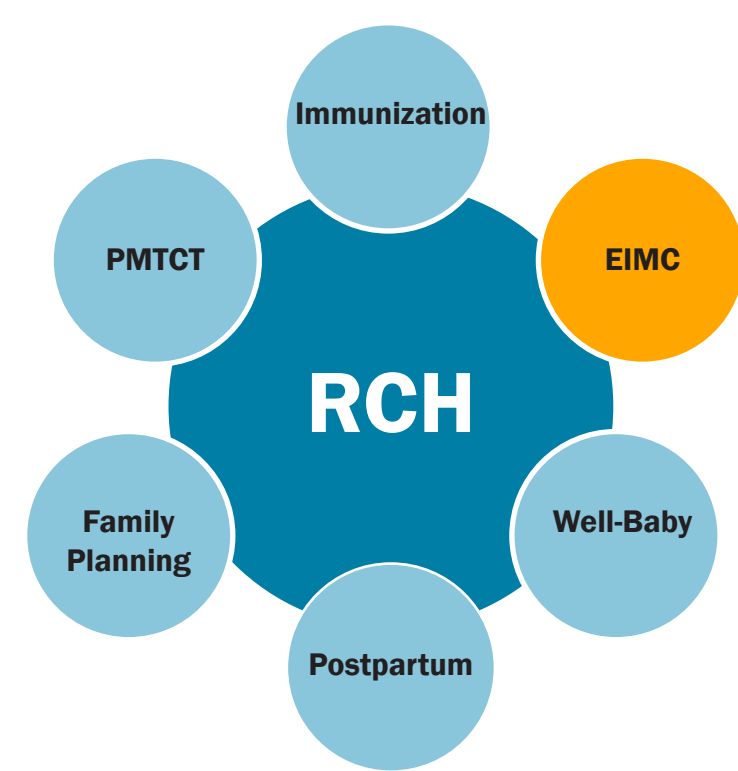 Immunization
PMTCT
EIMC
RCH
Family
Planning
Well-Baby
Postpartum